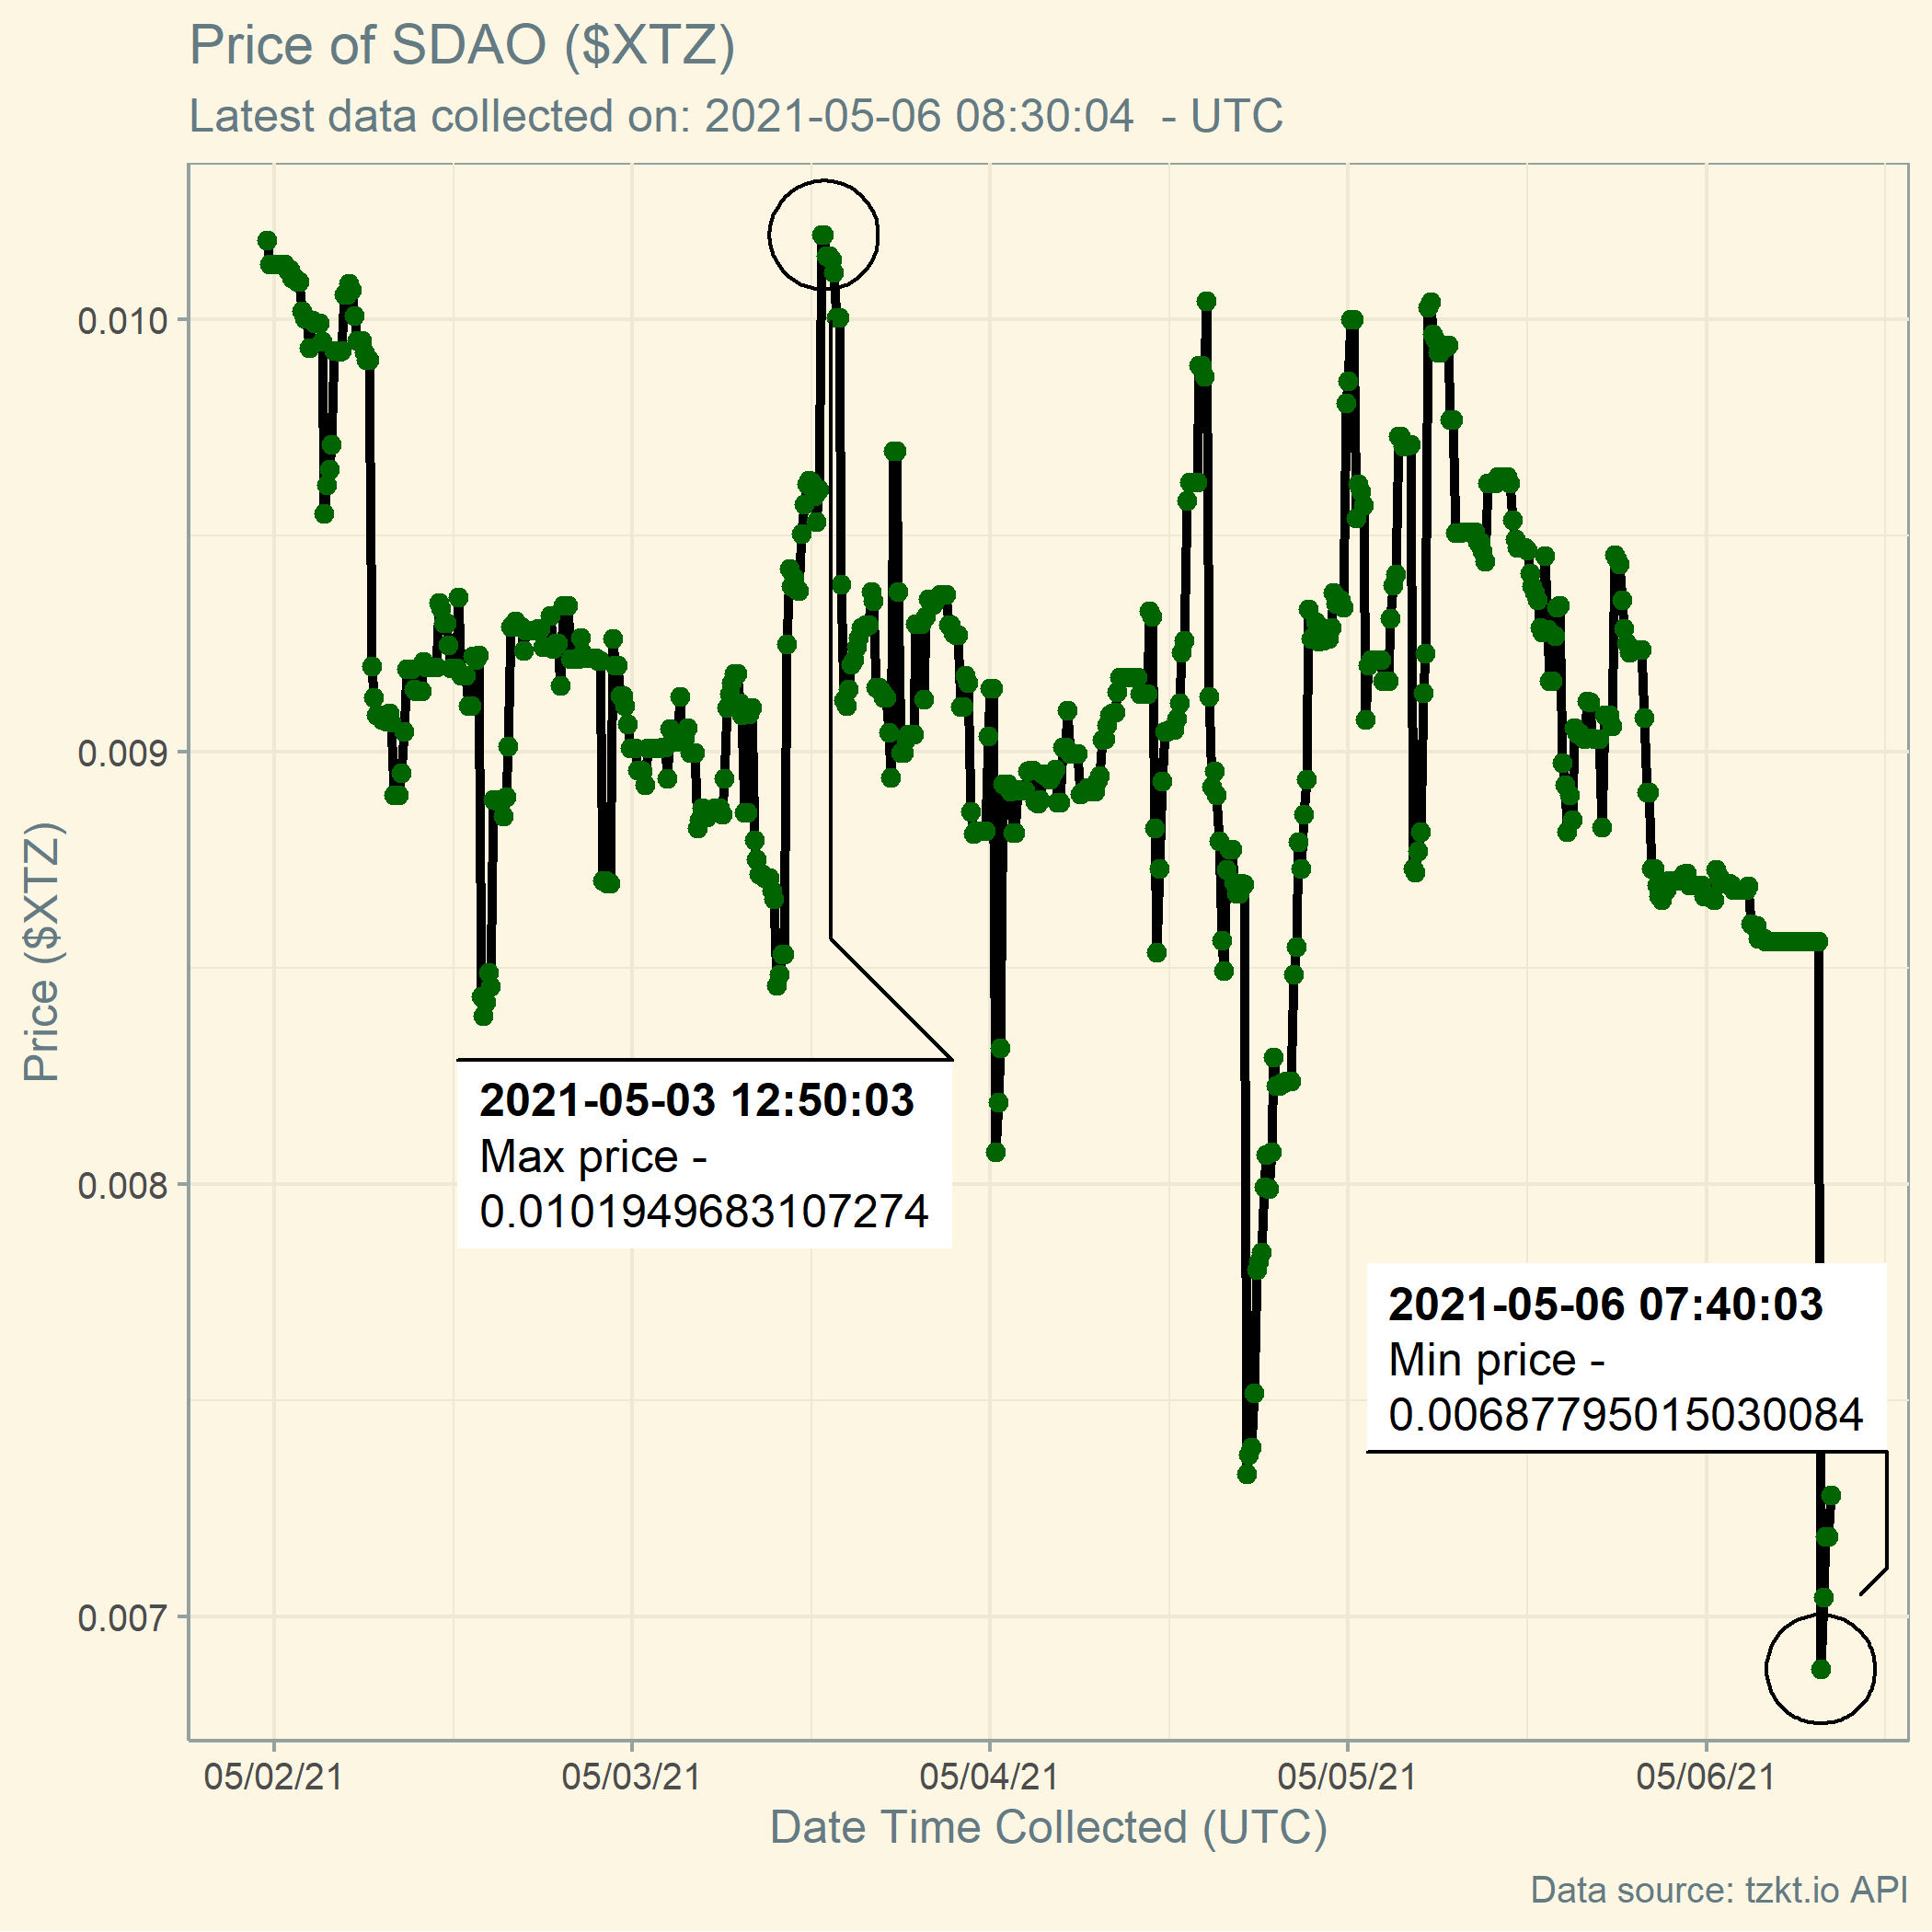 Price of SDAO ($XTZ)
Latest data collected on: 2021-05-06 08:30:04  - UTC
Price ($XTZ)
0.010
0.009
0.008
0.007
2021-05-03 12:50:03
Max price -
0.0101949683107274
2021-05-06 07:40:03
Min price -
0.00687795015030084
05/02/21
05/03/21
05/04/21
05/05/21
05/06/21
Date Time Collected (UTC)
Data source: tzkt.io API